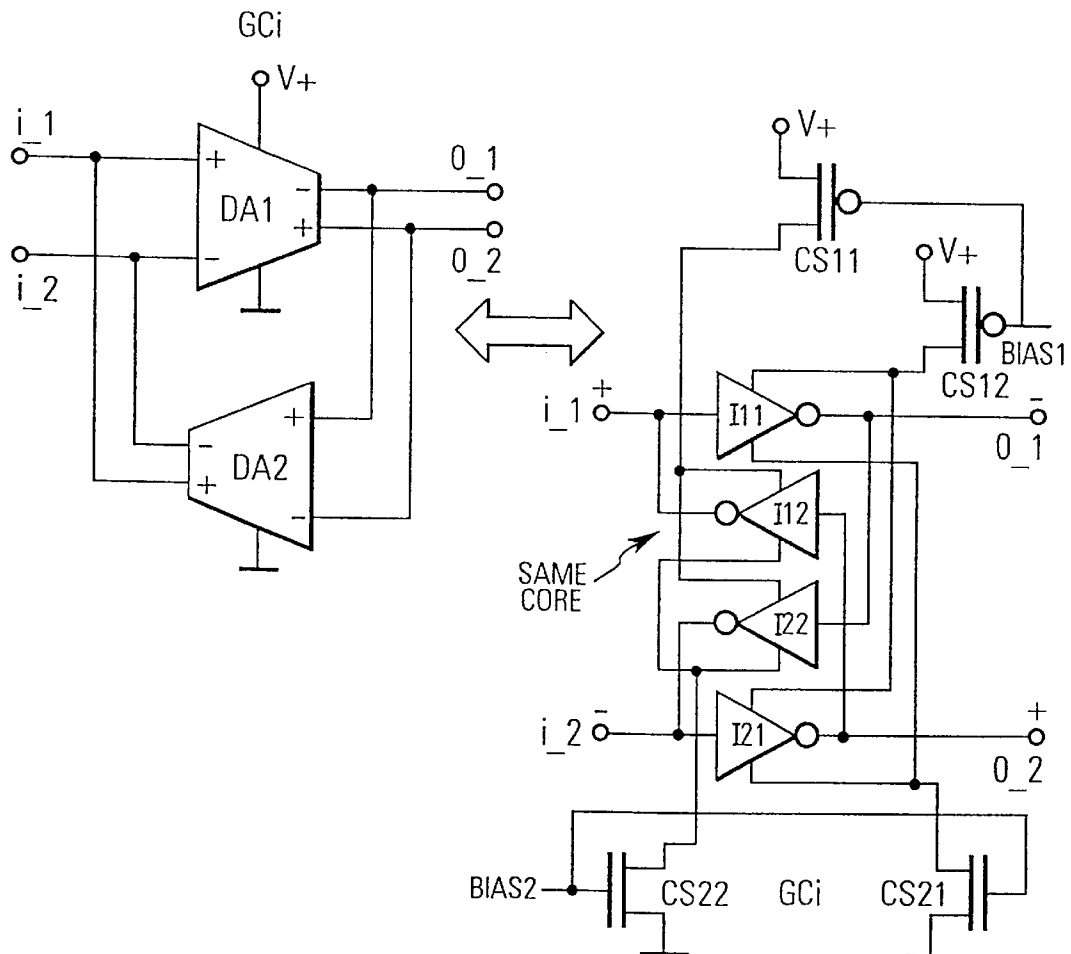 GCi
V+
i_1
+
DA1
-
+
-
0_1
0_2
i_2
+
DA2
-
+
-
V+
CS11
V+
CS12
BIAS1
i_1
+
I11
-
0_1
I12
SAME
CORE
I22
i_2
-
I21
+
0_2
BIAS2
CS22
GCi
CS21